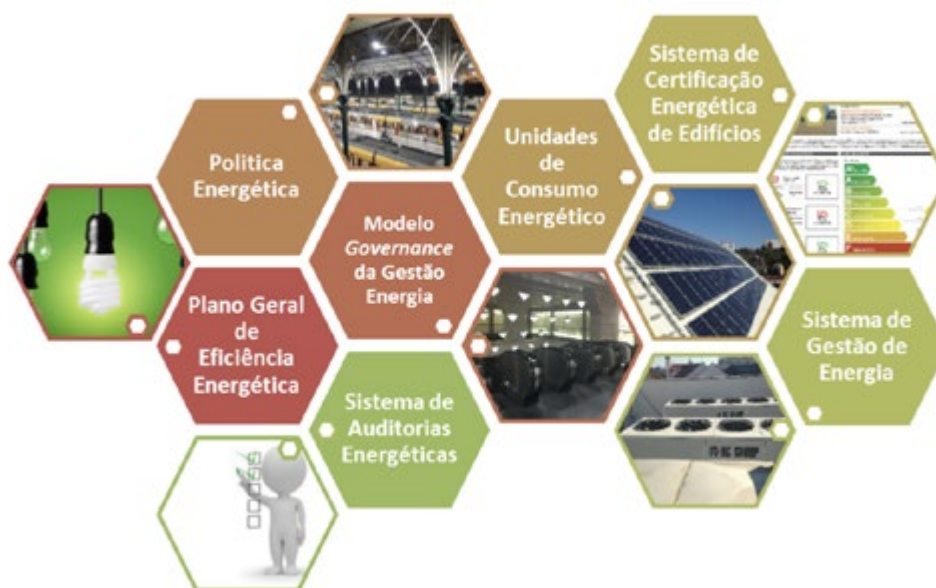 Sistema de
Certificação
Energética
de Edifícios
Politica
Energética
Unidades
de
Consumo
Energético
Modelo
Governance
da Gestão
Energia
Plano Geral
de
Eficiência
Energética
Sistema de
Gestão de
Energia
Sistema de
Auditorias
Energéticas